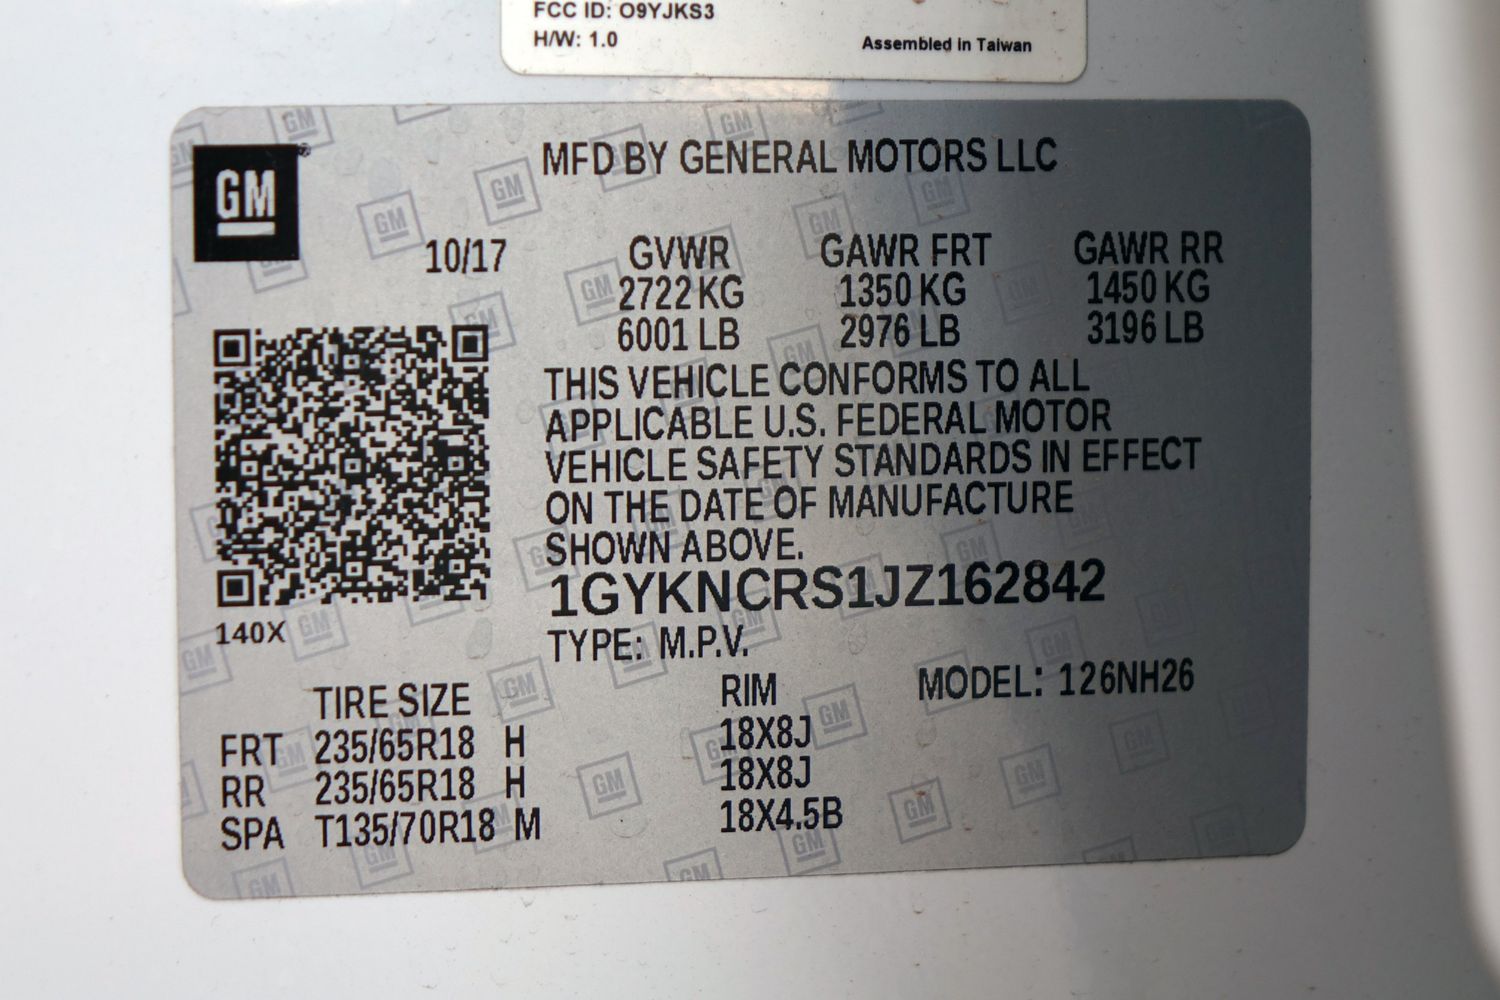 FCC ID: O9YJKS3
H/W: 1.0
Assembled in Taiwan
GM
MFD BY GENERAL MOTORS LLC
10/17 GVWR GAWR FRT GAWR RR
2722 KG 1350 KG 1450 KG
6001 LB 2976 LB 3196 LB
THIS VEHICLE CONFORMS TO ALL
APPLICABLE U.S. FEDERAL MOTOR
VEHICLE SAFETY STANDARDS IN EFFECT
ON THE DATE OF MANUFACTURE
SHOWN ABOVE.
1GYKNCRS1JZ162842
140X
TYPE: M.P.V.
TIRE SIZE RIM MODEL: 126NH26
FRT 235/65R18 H 18X8J
RR 235/65R18 H 18X8J
SPA T135/70R18 M 18X4.5B